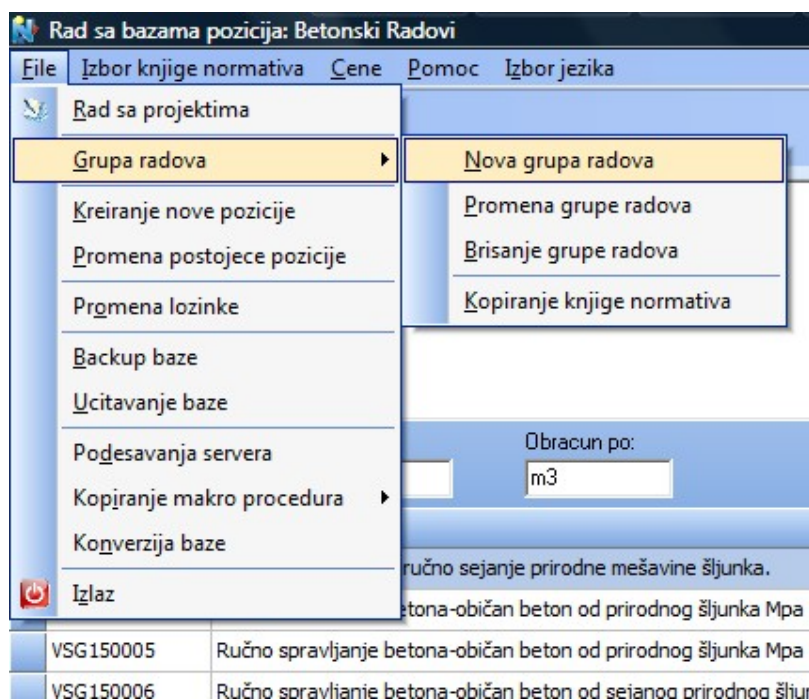 Rad sa bazama pozicija: Betonski Radovi
File Izbor knjige normativa Cene Pomoc Izbor jezika
Rad sa projektima
Grupa radova
Nova grupa radova
Kreiranje nove pozicije
Promena grupe radova
Promena postojece pozicije
Brisanje grupe radova
Promena lozinke
Kopiranje knjige normativa
Backup baze
Ucitavanje baze
Podesavanja servera
Obracun po:
Kopiranje makro procedura
m3
Konverzija baze
ručno sejanje prirodne mešavine šljunka.
Izlaz
betona-običan beton od prirodnog šljunka Mpa
VSG150005 Ručno spravljanje betona-običan beton od prirodnog šljunka Mpa
VSG150006 Ručno spravljanje betona-običan beton od sejanog prirodnog